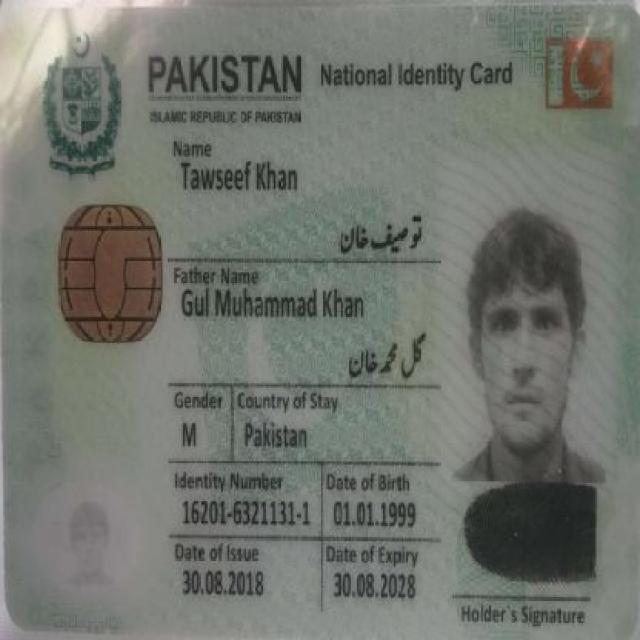 PAKISTAN National Identity Card
ISLAMIC REPUBLIC OF PAKISTAN
Name
Tawseef Khan
توصیف خان
Father Name
Gul Muhammad Khan
گل محمد خان
Gender Country of Stay
M Pakistan
Identity Number Date of Birth
16201-6321131-1 01.01.1999
Date of Issue Date of Expiry
30.08.2018 30.08.2028
Holder's Signature